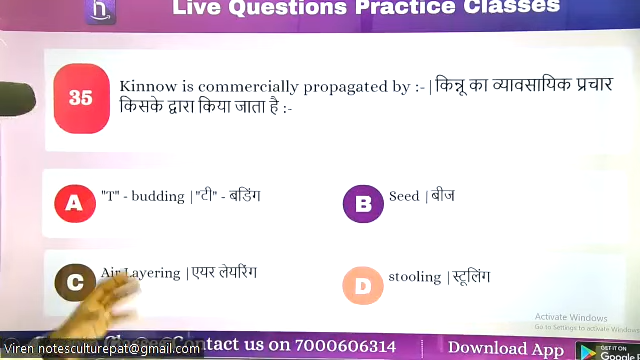 h
Live Questions Practice Classes
35
Kinnow is commercially propagated by :-|किन्नू का व्यावसायिक प्रचार
किसके द्वारा किया जाता है :-
A "T" - budding |"टी" - बडिंग
B Seed |बीज
C Air Layering |एयर लेयरिंग
D stooling |स्टूलिंग
Activate Windows
Go to Settings to activate Windows
Classes Contact us on 7000606314
Download App
GET IT ON
Google
Viren notesculturepat@gmail.com